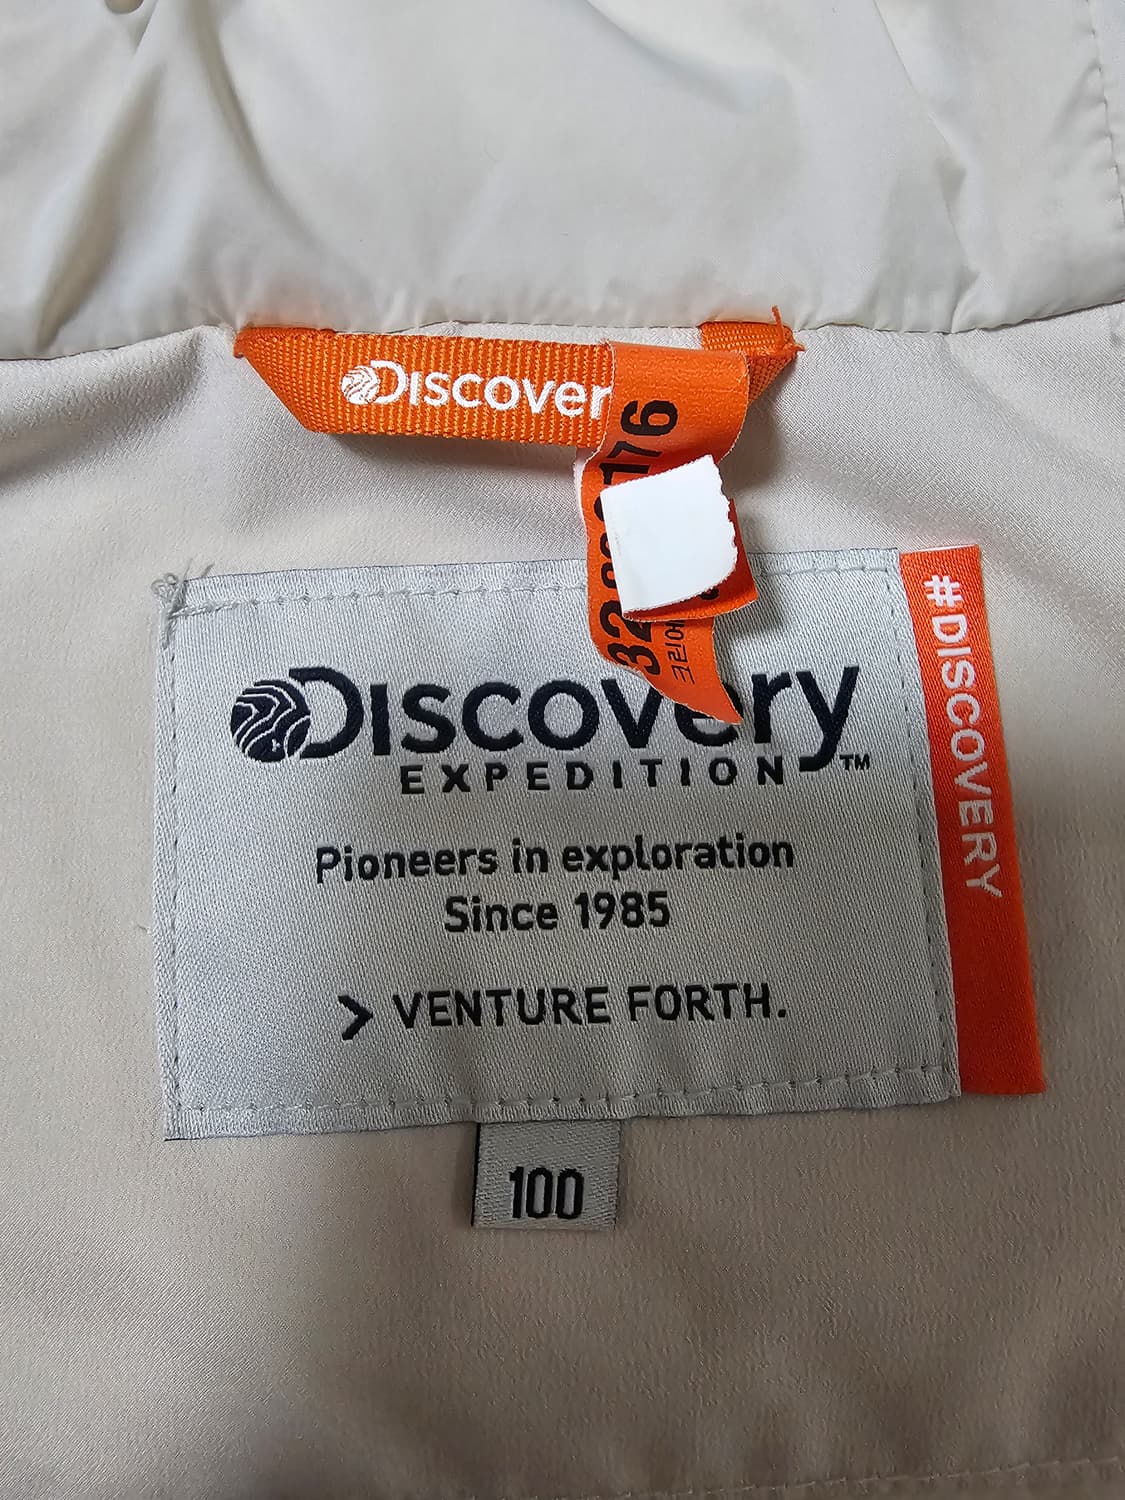 Discover
#DISCOVERY
Discovery
EXPEDITION™
Pioneers in exploration
Since 1985
> VENTURE FORTH.
100